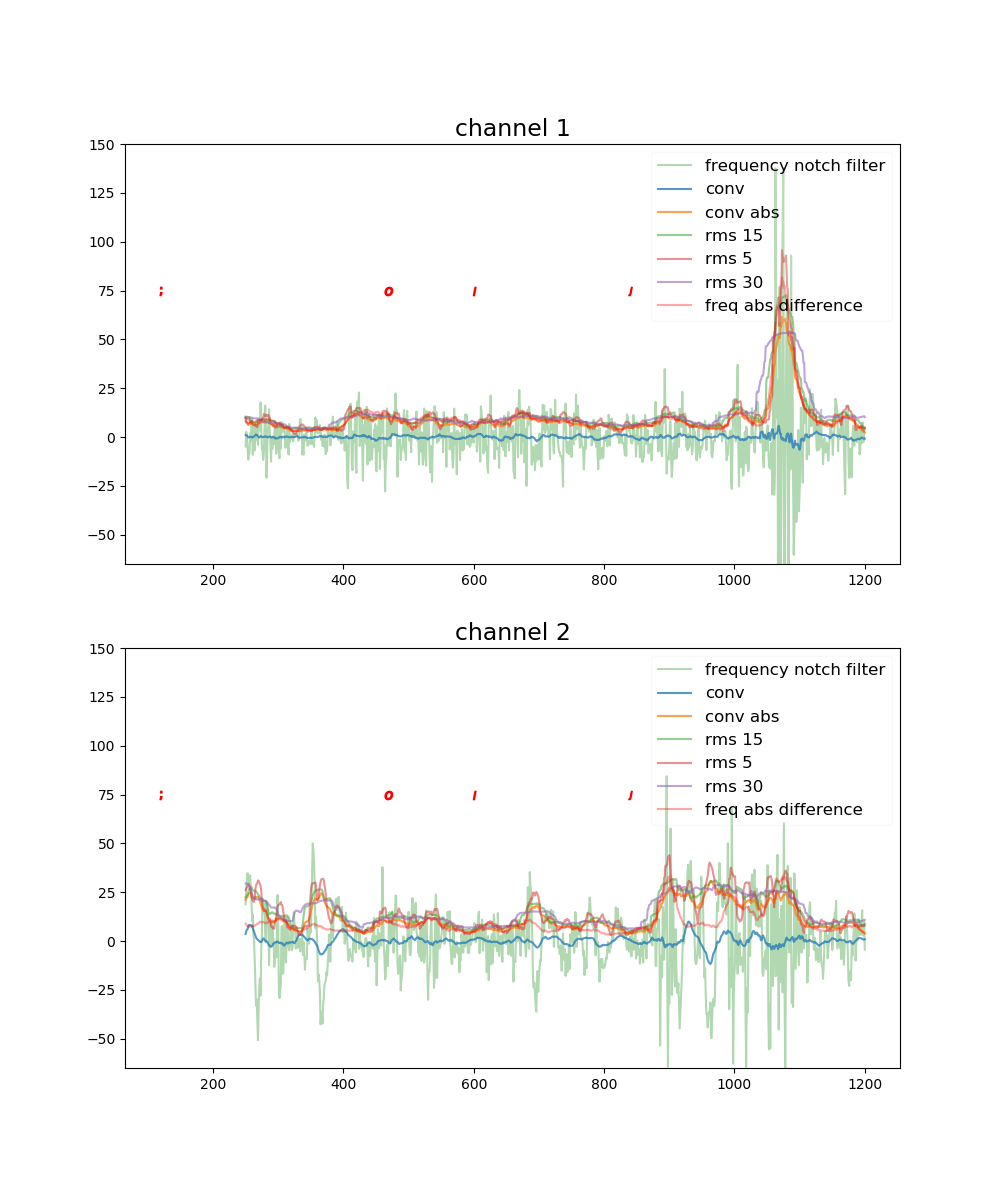 channel 1
150
125
100
75
50
25
0
−25
−50
frequency notch filter
conv
conv abs
rms 15
rms 5
rms 30
freq abs difference
; o l J
200 400 600 800 1000 1200
channel 2
150
125
100
75
50
25
0
−25
−50
frequency notch filter
conv
conv abs
rms 15
rms 5
rms 30
freq abs difference
; o l J
200 400 600 800 1000 1200